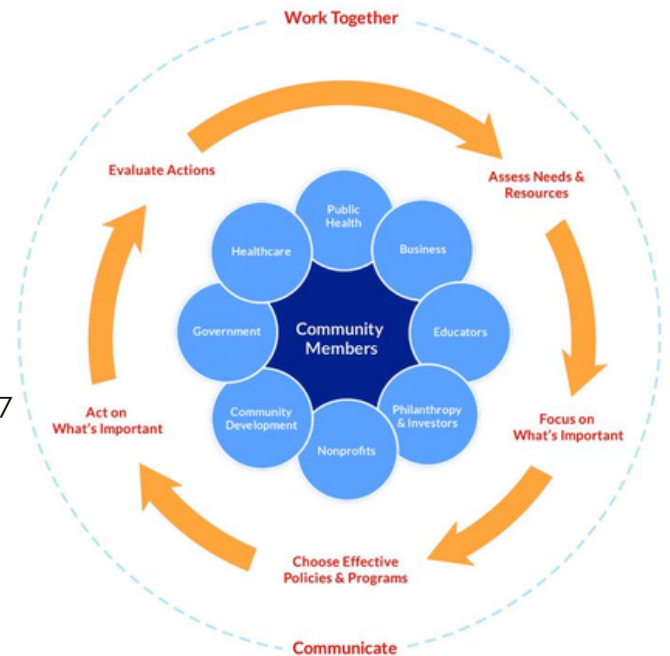 Work Together
Evaluate Actions
Assess Needs &
Resources
Public
Health
Healthcare
Business
Government
Community
Members
Educators
7
Act on
What's Important
Community
Development
Philanthropy
& Investors
Focus on
What's Important
Nonprofits
Choose Effective
Policies & Programs
Communicate